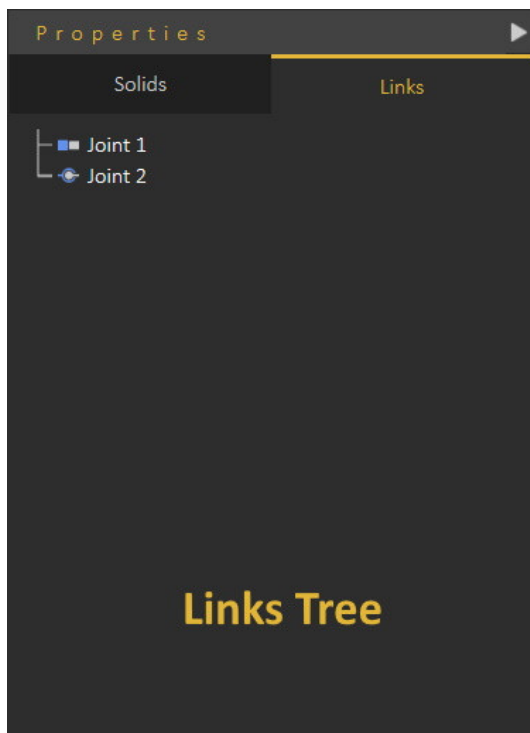 Properties
Solids
Links
Joint 1
Joint 2
Links Tree